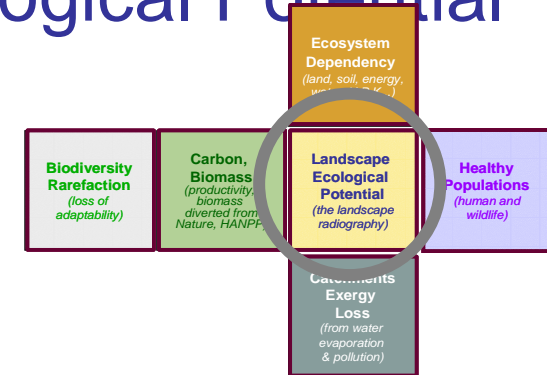 ogical Potential
Ecosystem
Dependency
(land, soil, energy,
Biodiversity
Rarefaction
(loss of
adaptability)
Carbon,
Biomass
(productivity,
biomass
diverted from
Nature, HANPP
Landscape
Ecological
Potential
(the landscape
radiography)
Healthy
Populations
(human and
wildlife)
Catchments
Exergy
Loss
(from water
evaporation
& pollution)